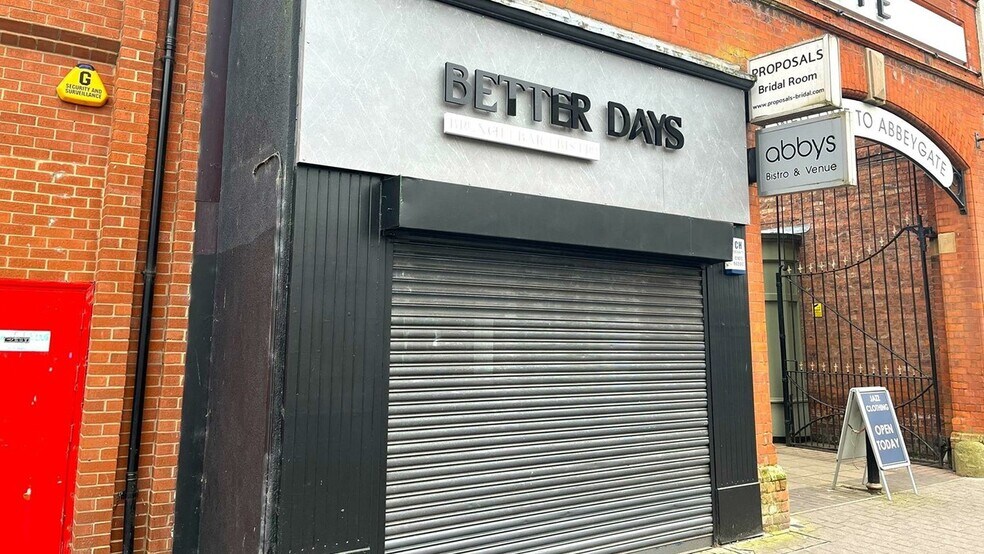 G
SECURITY AND
SURVEILLANCE
BETTER DAYS
PROPOSALS
Bridal Room
www.proposals-bridal.com
abbys
Bistro & Venue
TO ABBEYGATE
JAZZ
CLOTHING
OPEN
TODAY